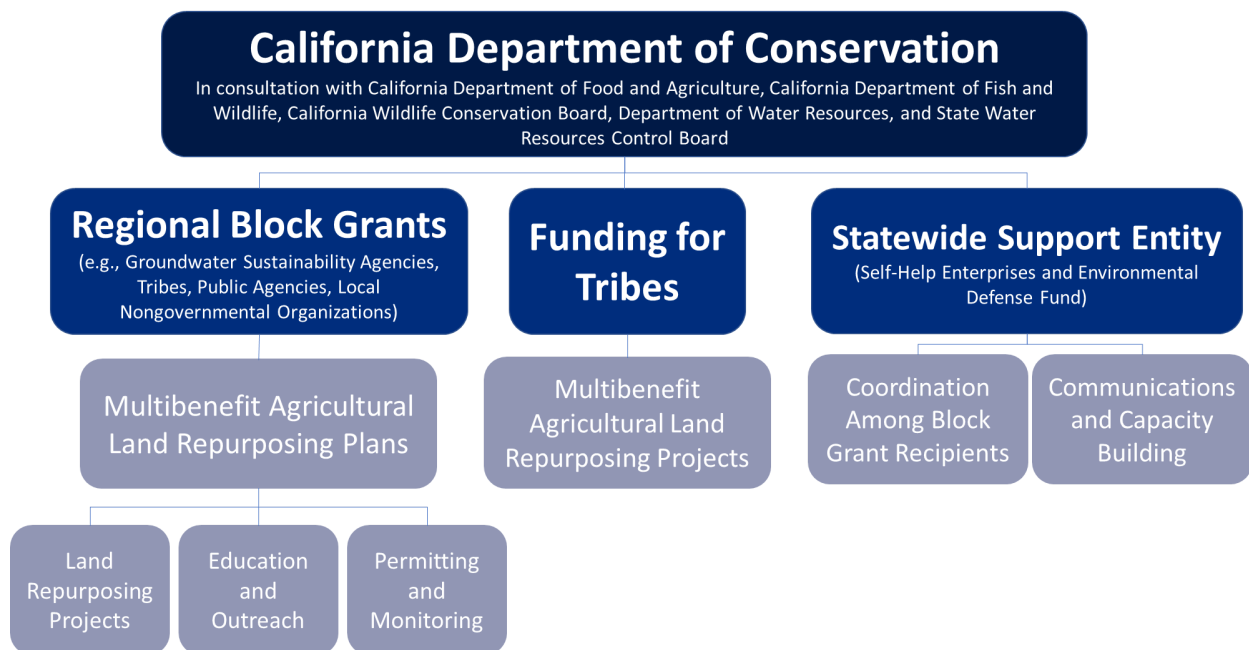 California Department of Conservation
In consultation with California Department of Food and Agriculture, California Department of Fish and
Wildlife, California Wildlife Conservation Board, Department of Water Resources, and State Water
Resources Control Board
Regional Block Grants
(e.g., Groundwater Sustainability Agencies,
Tribes, Public Agencies, Local
Nongovernmental Organizations)
Funding for
Tribes
Statewide Support Entity
(Self-Help Enterprises and Environmental
Defense Fund)
Multibenefit Agricultural
Land Repurposing Plans
Multibenefit
Agricultural Land
Repurposing Projects
Coordination
Among Block
Grant Recipients
Communications
and Capacity
Building
Land
Repurposing
Projects
Education
and
Outreach
Permitting
and
Monitoring